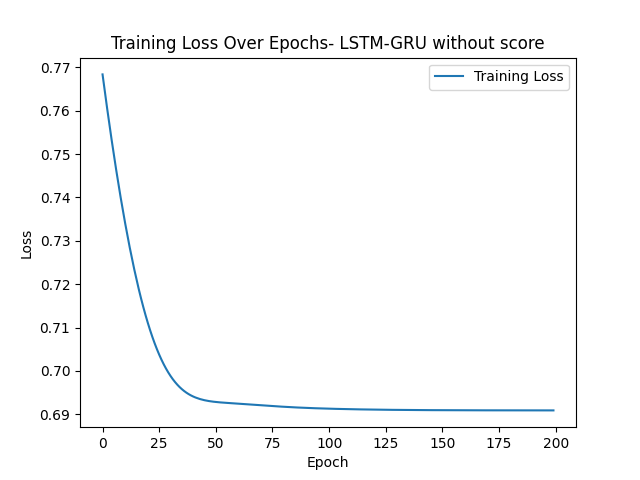 Training Loss Over Epochs- LSTM-GRU without score
Training Loss
0.77
0.76
0.75
0.74
0.73
0.72
0.71
0.70
0.69
Loss
0 25 50 75 100 125 150 175 200
Epoch